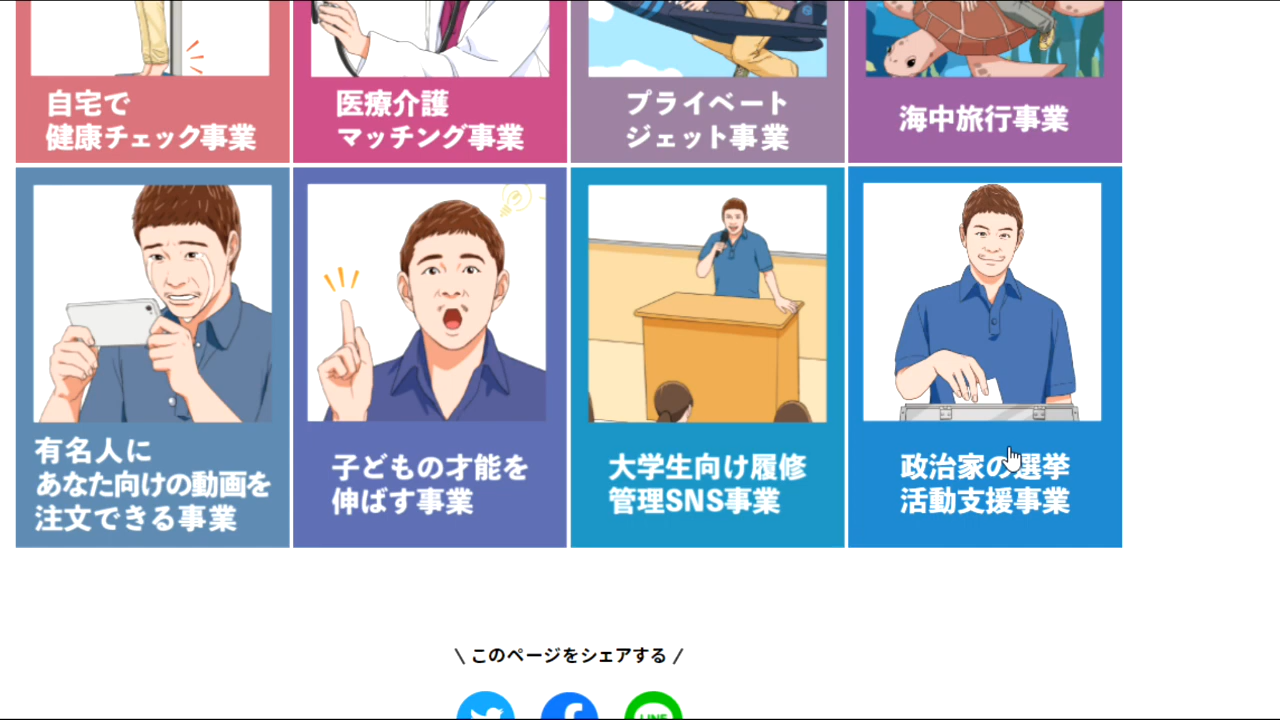 自宅で
健康チェック事業
医療介護
マッチング事業
プライベート
ジェット事業
海中旅行事業
有名人に
あなた向けの動画を
注文できる事業
子どもの才能を
伸ばす事業
大学生向け履修
管理SNS事業
政治家の選挙
活動支援事業
\ このページをシェアする /
LINE